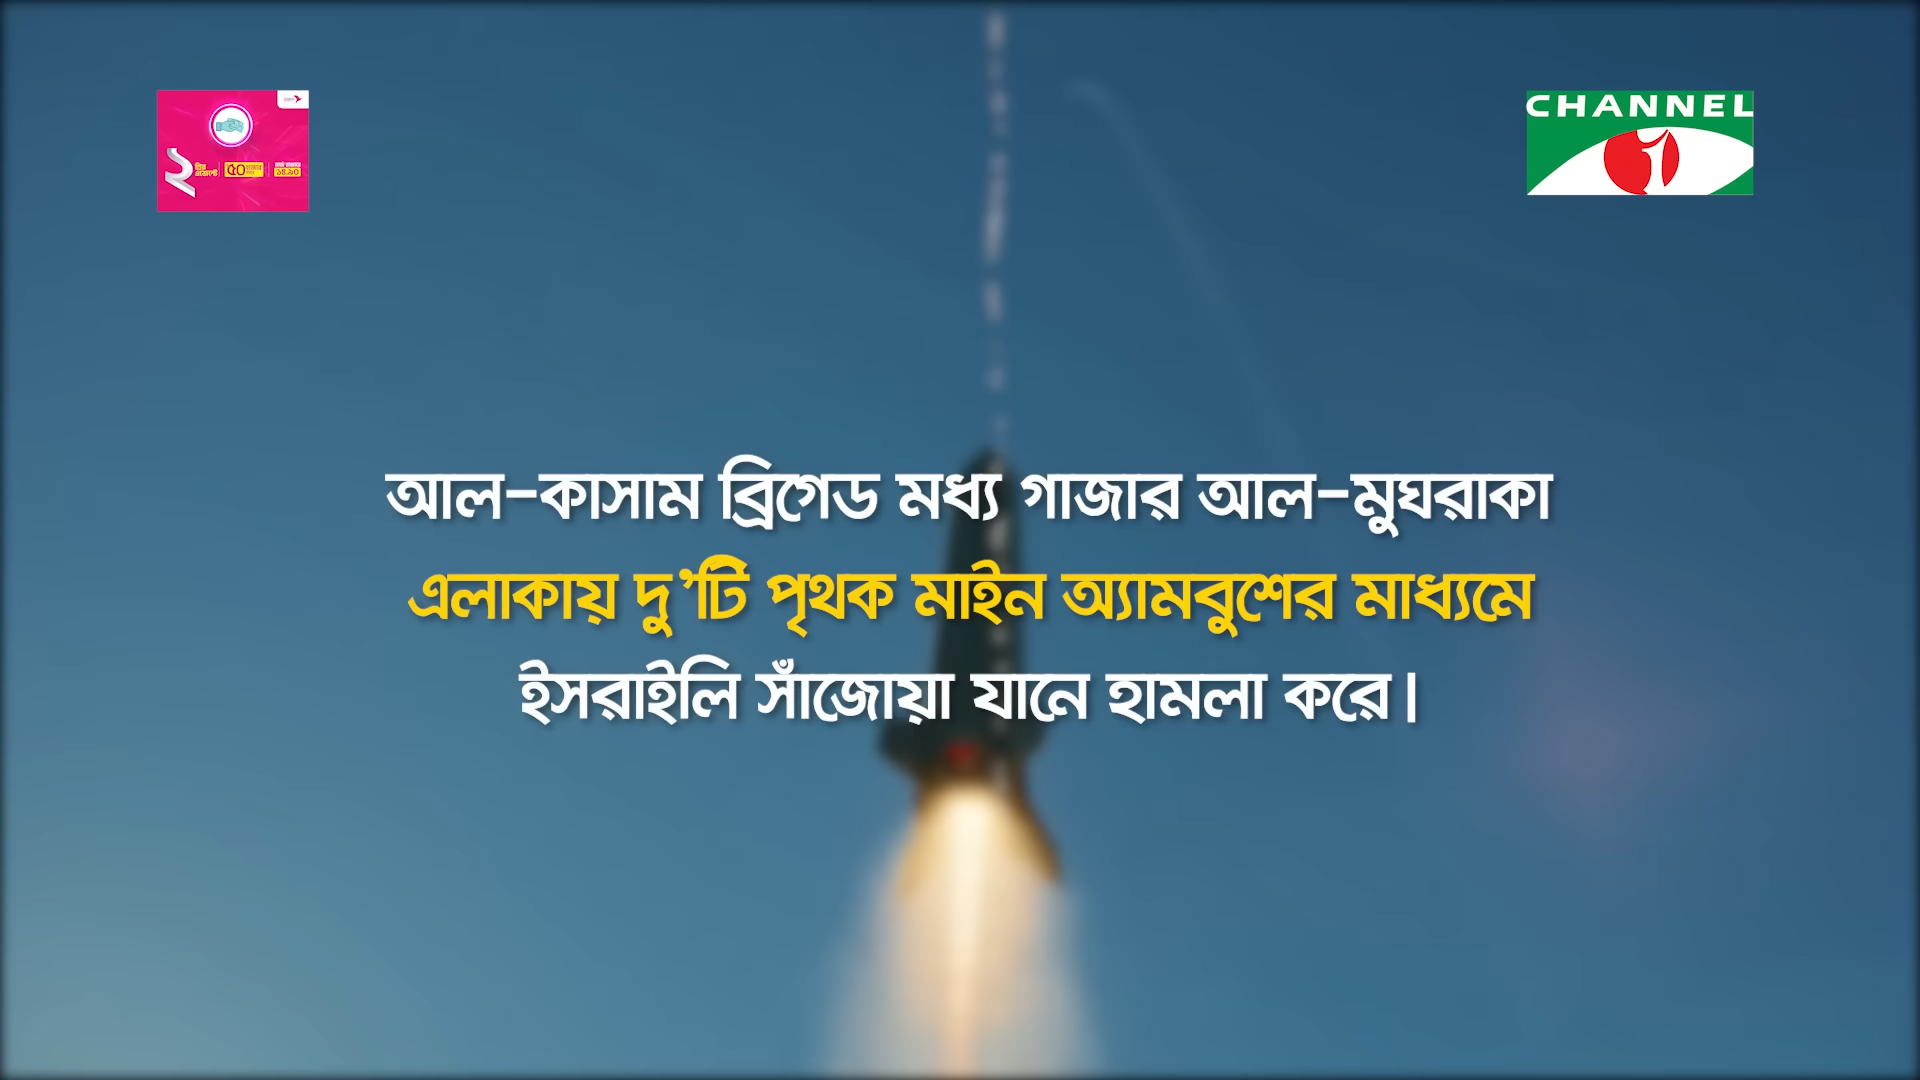 CHANNEL
আল-কাসাম ব্রিগেড মধ্য গাজার আল-মুঘরাকা
এলাকায় দু'টি পৃথক মাইন অ্যামবুশের মাধ্যমে
ইসরাইলি সাঁজোয়া যানে হামলা করে।